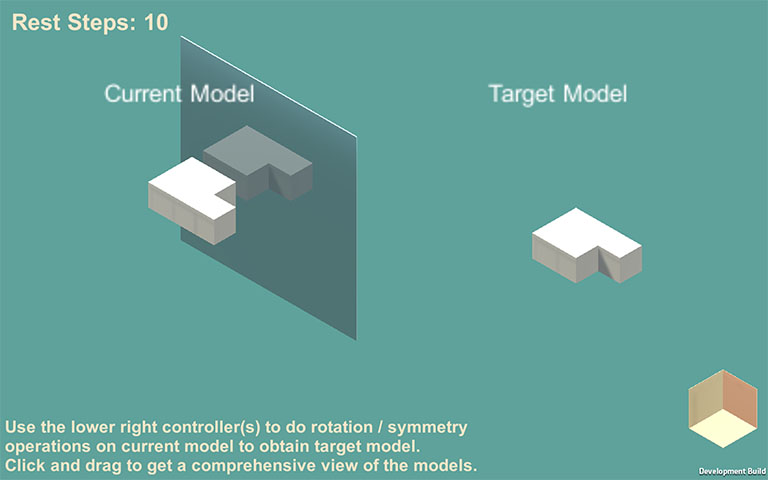 Rest Steps: 10
Current Model
Target Model
Use the lower right controller(s) to do rotation / symmetry
operations on current model to obtain target model.
Click and drag to get a comprehensive view of the models.
Development Build